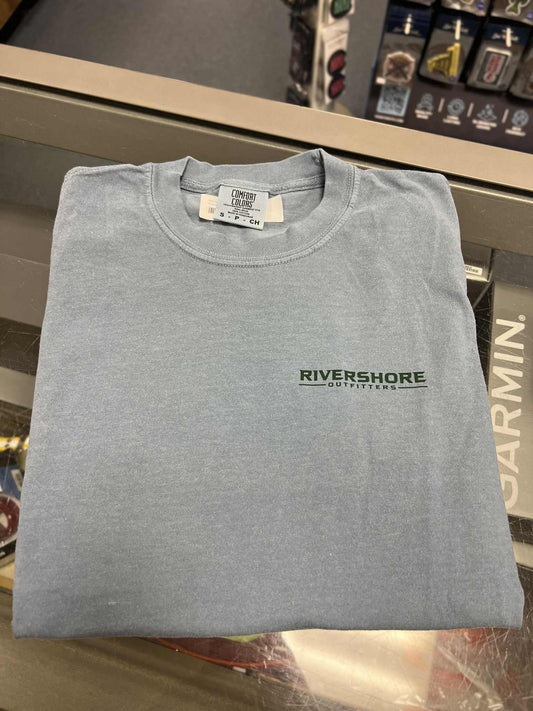 COMFORT
COLORS
S - P - CH
RIVERSHORE
OUTFITTERS
GARMIN®